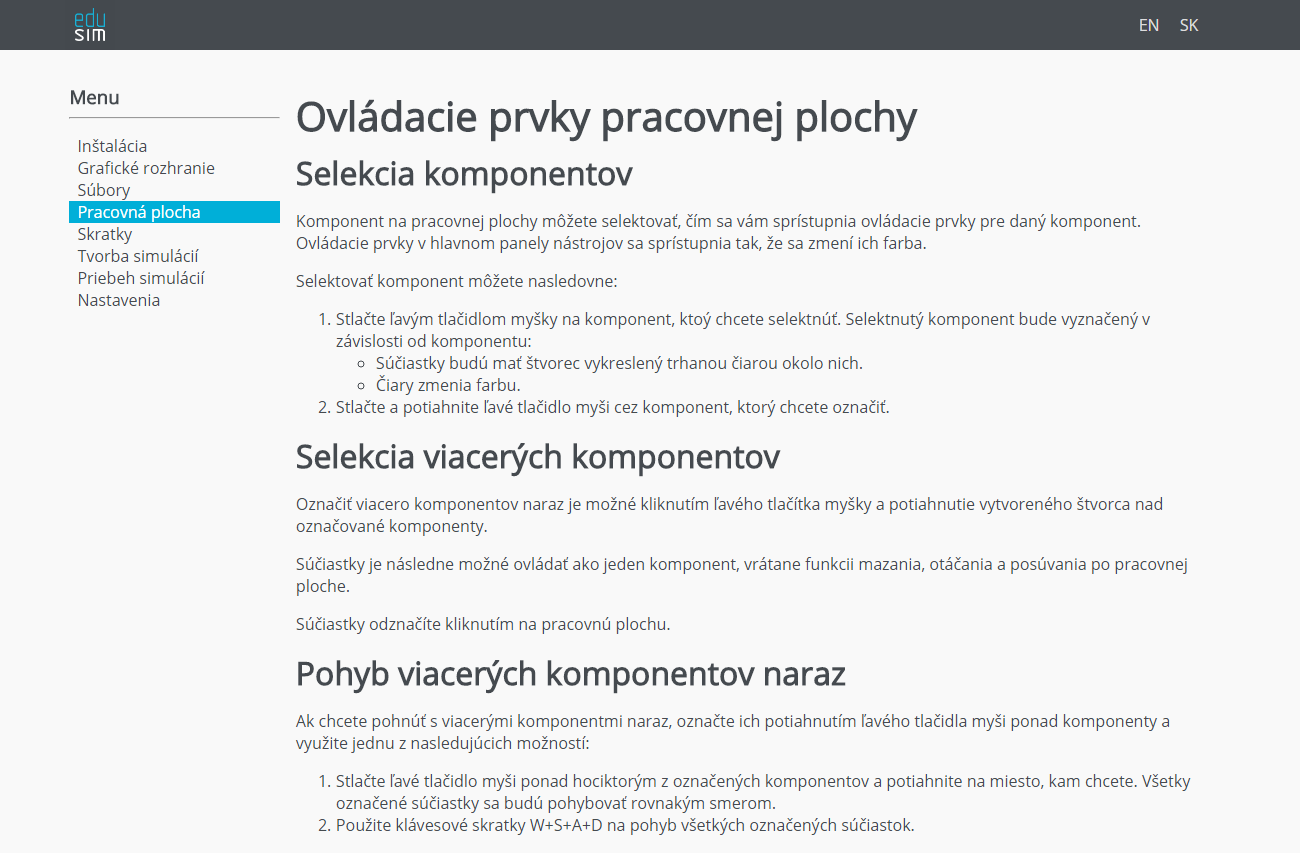 edu
sim
EN SK
Menu
Inštalácia
Grafické rozhranie
Súbory
Pracovná plocha
Skratky
Tvorba simulácií
Priebeh simulácií
Nastavenia
Ovládacie prvky pracovnej plochy
Selekcia komponentov
Komponent na pracovnej plochy môžete selektovať, čím sa vám sprístupnia ovládacie prvky pre daný komponent.
Ovládacie prvky v hlavnom panely nástrojov sa sprístupnia tak, že sa zmení ich farba.
Selektovať komponent môžete nasledovne:
1. Stlačte ľavým tlačidlom myšky na komponent, ktoý chcete selektnúť. Selektnutý komponent bude vyznačený v
závislosti od komponentu:
○ Súčiastky budú mať štvorec vykreslený trhanou čiarou okolo nich.
○ Čiary zmenia farbu.
2. Stlačte a potiahnite ľavé tlačidlo myši cez komponent, ktorý chcete označiť.
Selekcia viacerých komponentov
Označiť viacero komponentov naraz je možné kliknutím ľavého tlačítka myšky a potiahnutie vytvoreného štvorca nad
označované komponenty.
Súčiastky je následne možné ovládať ako jeden komponent, vrátane funkcii mazania, otáčania a posúvania po pracovnej
ploche.
Súčiastky odznačíte kliknutím na pracovnú plochu.
Pohyb viacerých komponentov naraz
Ak chcete pohnúť s viacerými komponentmi naraz, označte ich potiahnutím ľavého tlačidla myši ponad komponenty a
využite jednu z nasledujúcich možností:
1. Stlačte ľavé tlačidlo myši ponad hociktorým z označených komponentov a potiahnite na miesto, kam chcete. Všetky
označené súčiastky sa budú pohybovať rovnakým smerom.
2. Použite klávesové skratky W+S+A+D na pohyb všetkých označených súčiastok.